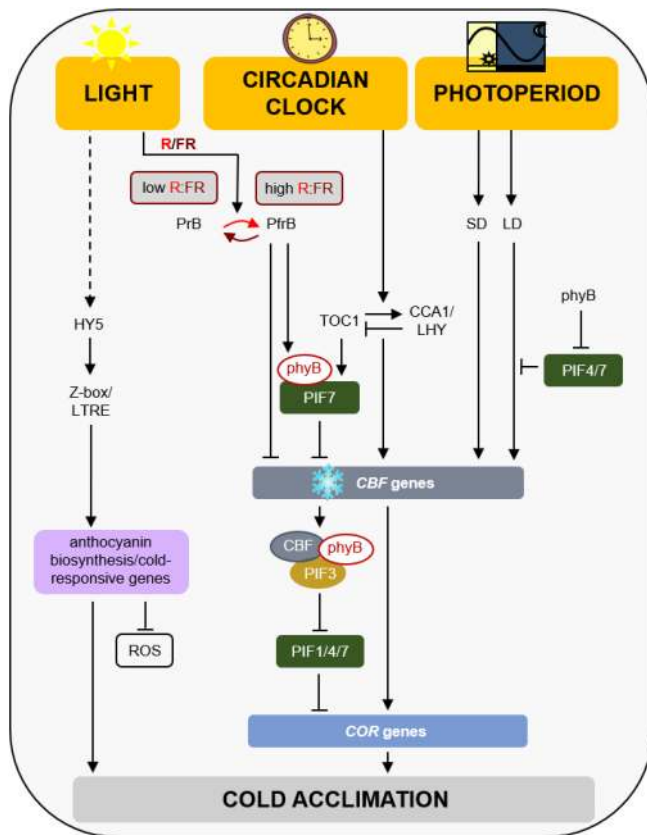 LIGHT
CIRCADIAN
CLOCK
PHOTOPERIOD
R/FR
low R:FR
high R:FR
PrB
PfrB
SD
LD
HY5
TOC1
CCA1/
LHY
phyB
phyB
PIF7
PIF4/7
Z-box/
LTRE
CBF genes
anthocyanin
biosynthesis/cold-
responsive genes
CBF
phyB
PIF3
ROS
PIF1/4/7
COR genes
COLD ACCLIMATION